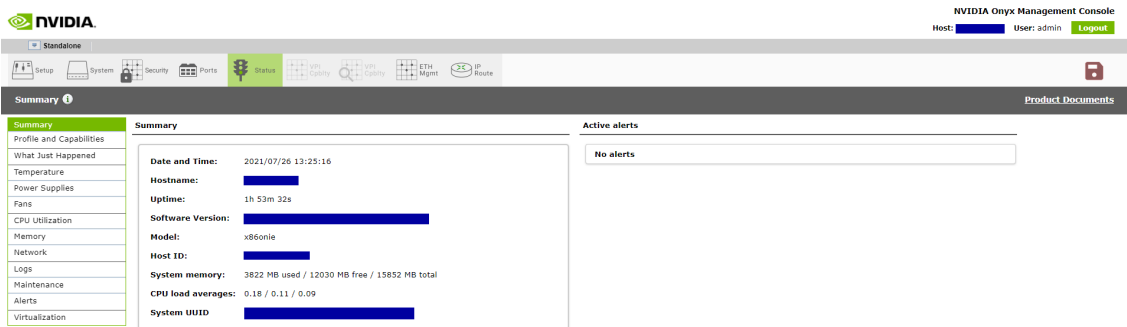 NVIDIA Onyx Management Console
NVIDIA.
Host: User: admin Logout
Standalone
Setup System Security Ports Status VPI Cpblty VPI Cpblty ETH Mgmt IP Route
Summary Product Documents
Summary
Profile and Capabilities
What Just Happened
Temperature
Power Supplies
Fans
CPU Utilization
Memory
Network
Logs
Maintenance
Alerts
Virtualization
Summary
Date and Time: 2021/07/26 13:25:16
Hostname:
Uptime: 1h 53m 32s
Software Version:
Model: x86onie
Host ID:
System memory: 3822 MB used / 12030 MB free / 15852 MB total
CPU load averages: 0.18 / 0.11 / 0.09
System UUID
Active alerts
No alerts